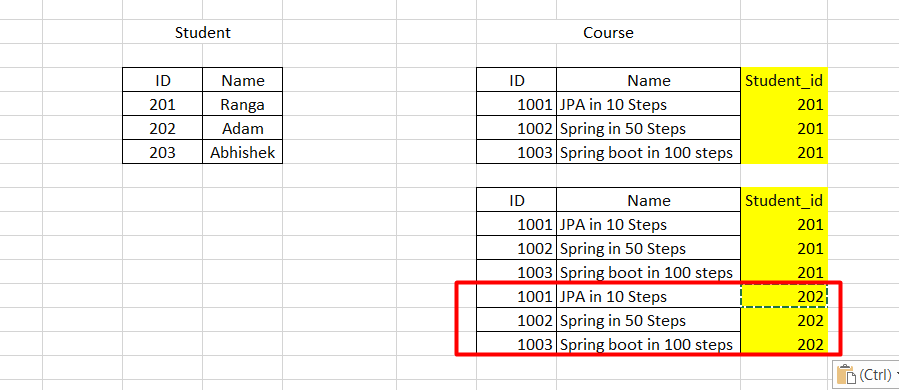 Student Course
ID Name ID Name Student_id
201 Ranga 1001 JPA in 10 Steps 201
202 Adam 1002 Spring in 50 Steps 201
203 Abhishek 1003 Spring boot in 100 steps 201
ID Name Student_id
1001 JPA in 10 Steps 201
1002 Spring in 50 Steps 201
1003 Spring boot in 100 steps 201
1001 JPA in 10 Steps 202
1002 Spring in 50 Steps 202
1003 Spring boot in 100 steps 202
(Ctrl)